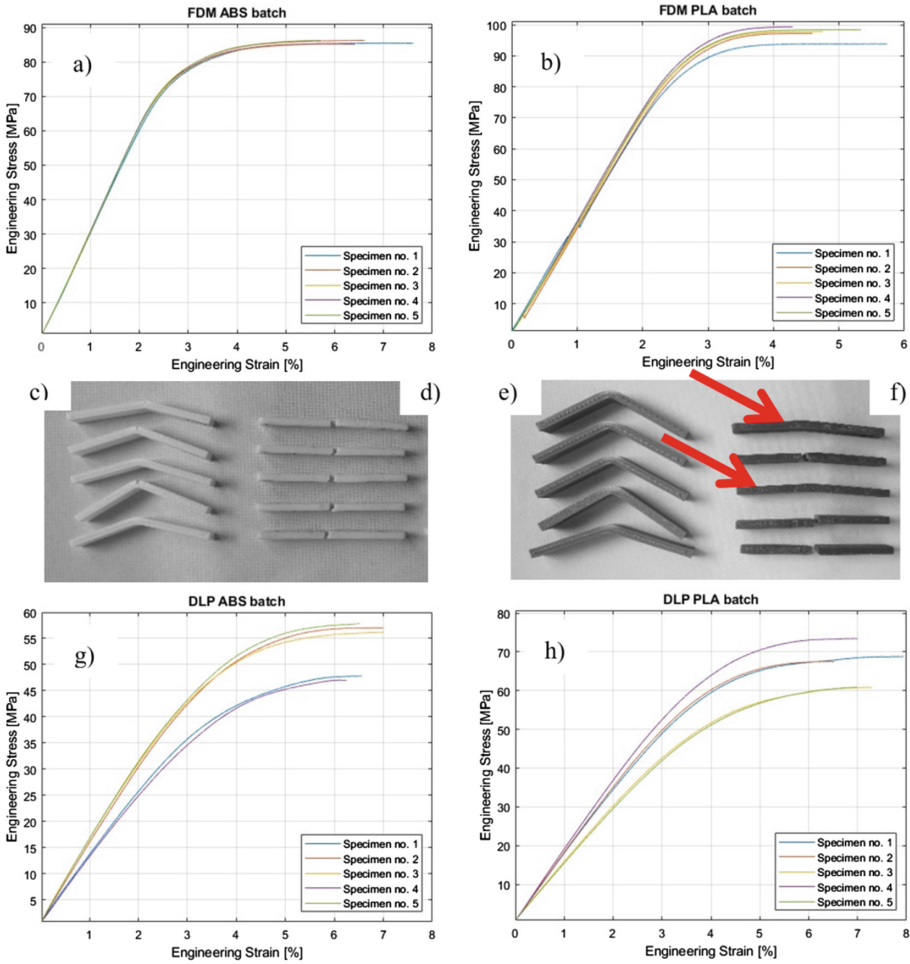 FDM ABS batch
a)
90
80
70
60
50
40
30
20
10
0 1 2 3 4 5 6 7 8
Engineering Stress [MPa]
Engineering Strain [%]
Specimen no. 1
Specimen no. 2
Specimen no. 3
Specimen no. 4
Specimen no. 5
FDM PLA batch
b)
100
90
80
70
60
50
40
30
20
10
0 1 2 3 4 5 6
Engineering Stress [MPa]
Engineering Strain [%]
Specimen no. 1
Specimen no. 2
Specimen no. 3
Specimen no. 4
Specimen no. 5
c)
d)
e)
f)
DLP ABS batch
g)
60
55
50
45
40
35
30
25
20
15
10
5
0 1 2 3 4 5 6 7 8
Engineering Stress [MPa]
Engineering Strain [%]
Specimen no. 1
Specimen no. 2
Specimen no. 3
Specimen no. 4
Specimen no. 5
DLP PLA batch
h)
80
70
60
50
40
30
20
10
0 1 2 3 4 5 6 7 8
Engineering Stress [MPa]
Engineering Strain [%]
Specimen no. 1
Specimen no. 2
Specimen no. 3
Specimen no. 4
Specimen no. 5